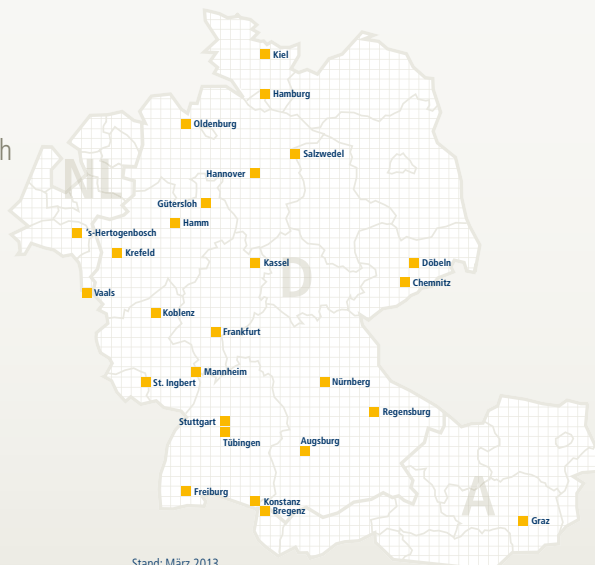 Kiel
Hamburg
Oldenburg
h
Salzwedel
Hannover
NL
Gütersloh
Hamm
's-Hertogenbosch
Krefeld
Kassel
Döbeln
D
Chemnitz
Vaals
Koblenz
Frankfurt
Mannheim
St. Ingbert
Nürnberg
Regensburg
Stuttgart
Tübingen
Augsburg
Freiburg
A
Konstanz
Bregenz
Graz
Stand: März 2013